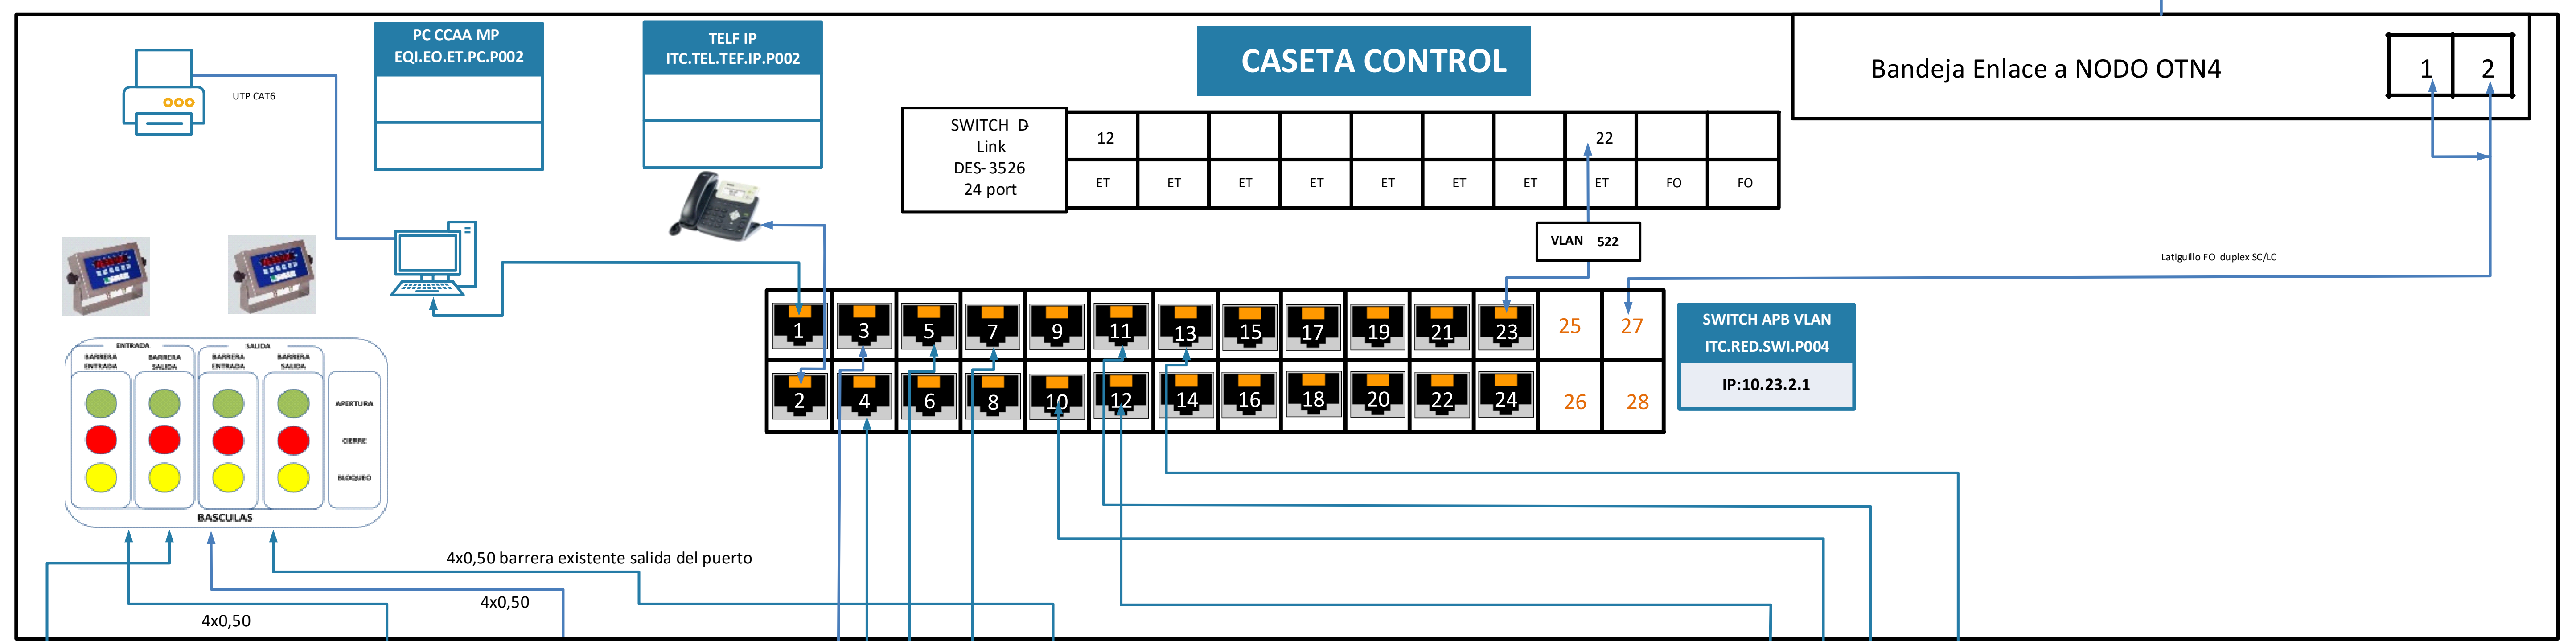 PC CCAA MP
EQI.EO.ET.PC.P002
TELF IP
ITC.TEL.TEF.IP.P002
CASETA CONTROL
Bandeja Enlace a NODO OTN4
1 2
UTP CAT6
SWITCH D-
Link
DES-3526
24 port
12 22
ET ET ET ET ET ET ET ET FO FO
VLAN 522
Latiguillo FO duplex SC/LC
1 3 5 7 9 11 13 15 17 19 21 23 25 27
2 4 6 8 10 12 14 16 18 20 22 24 26 28
SWITCH APB VLAN
ITC.RED.SWI.P004
IP:10.23.2.1
ENTRADA SALIDA
BARRERA BARRERA BARRERA BARRERA
ENTRADA SALIDA ENTRADA SALIDA
APERTURA
CIERRE
BLOQUEO
BASCULAS
4x0,50 barrera existente salida del puerto
4x0,50
4x0,50